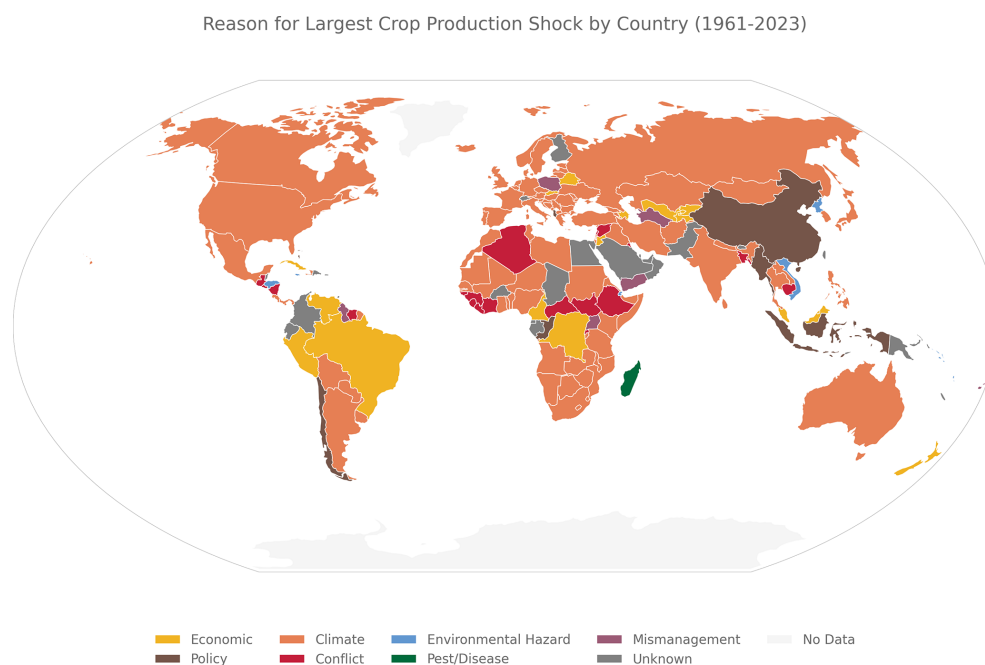 Reason for Largest Crop Production Shock by Country (1961-2023)
Economic Climate Environmental Hazard Mismanagement No Data
Policy Conflict Pest/Disease Unknown